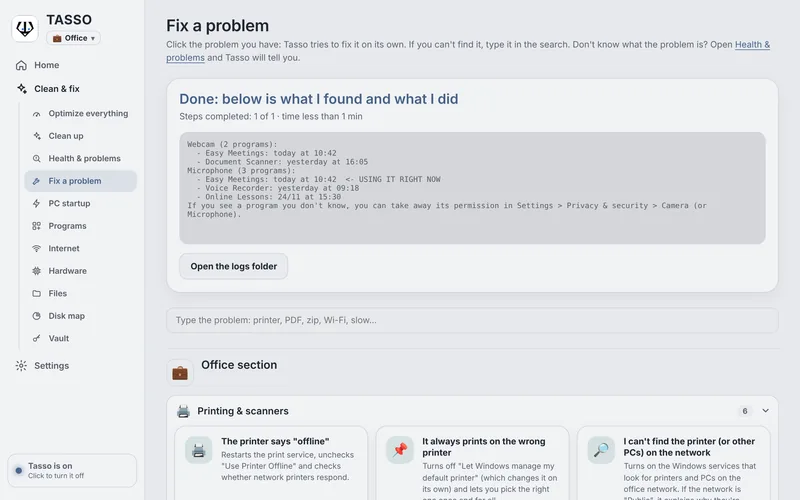 TASSO
💼 Office ▾
Home
Clean & fix
Optimize everything
Clean up
Health & problems
Fix a problem
PC startup
Programs
Internet
Hardware
Files
Disk map
Vault
Settings
Tasso is on
Click to turn it off
Fix a problem
Click the problem you have: Tasso tries to fix it on its own. If you can't find it, type it in the search. Don't know what the problem is? Open Health &
problems and Tasso will tell you.
Done: below is what I found and what I did
Steps completed: 1 of 1 · time less than 1 min
Webcam (2 programs):
- Easy Meetings: today at 10:42
- Document Scanner: yesterday at 16:05
Microphone (3 programs):
- Easy Meetings: today at 10:42 <- USING IT RIGHT NOW
- Voice Recorder: yesterday at 09:18
- Online Lessons: 24/11 at 15:30
If you see a program you don't know, you can take away its permission in Settings > Privacy & security > Camera (or
Microphone).
Open the logs folder
Type the problem: printer, PDF, zip, Wi-Fi, slow...
Office section
Printing & scanners
6
The printer says "offline"
Restarts the print service, unchecks
"Use Printer Offline" and checks
whether network printers respond.
It always prints on the wrong
printer
Turns off "Let Windows manage my
default printer" (which changes it on
its own) and lets you pick the right
I can't find the printer (or other
PCs) on the network
Turns on the Windows services that
look for printers and PCs on the
office network. If the network is